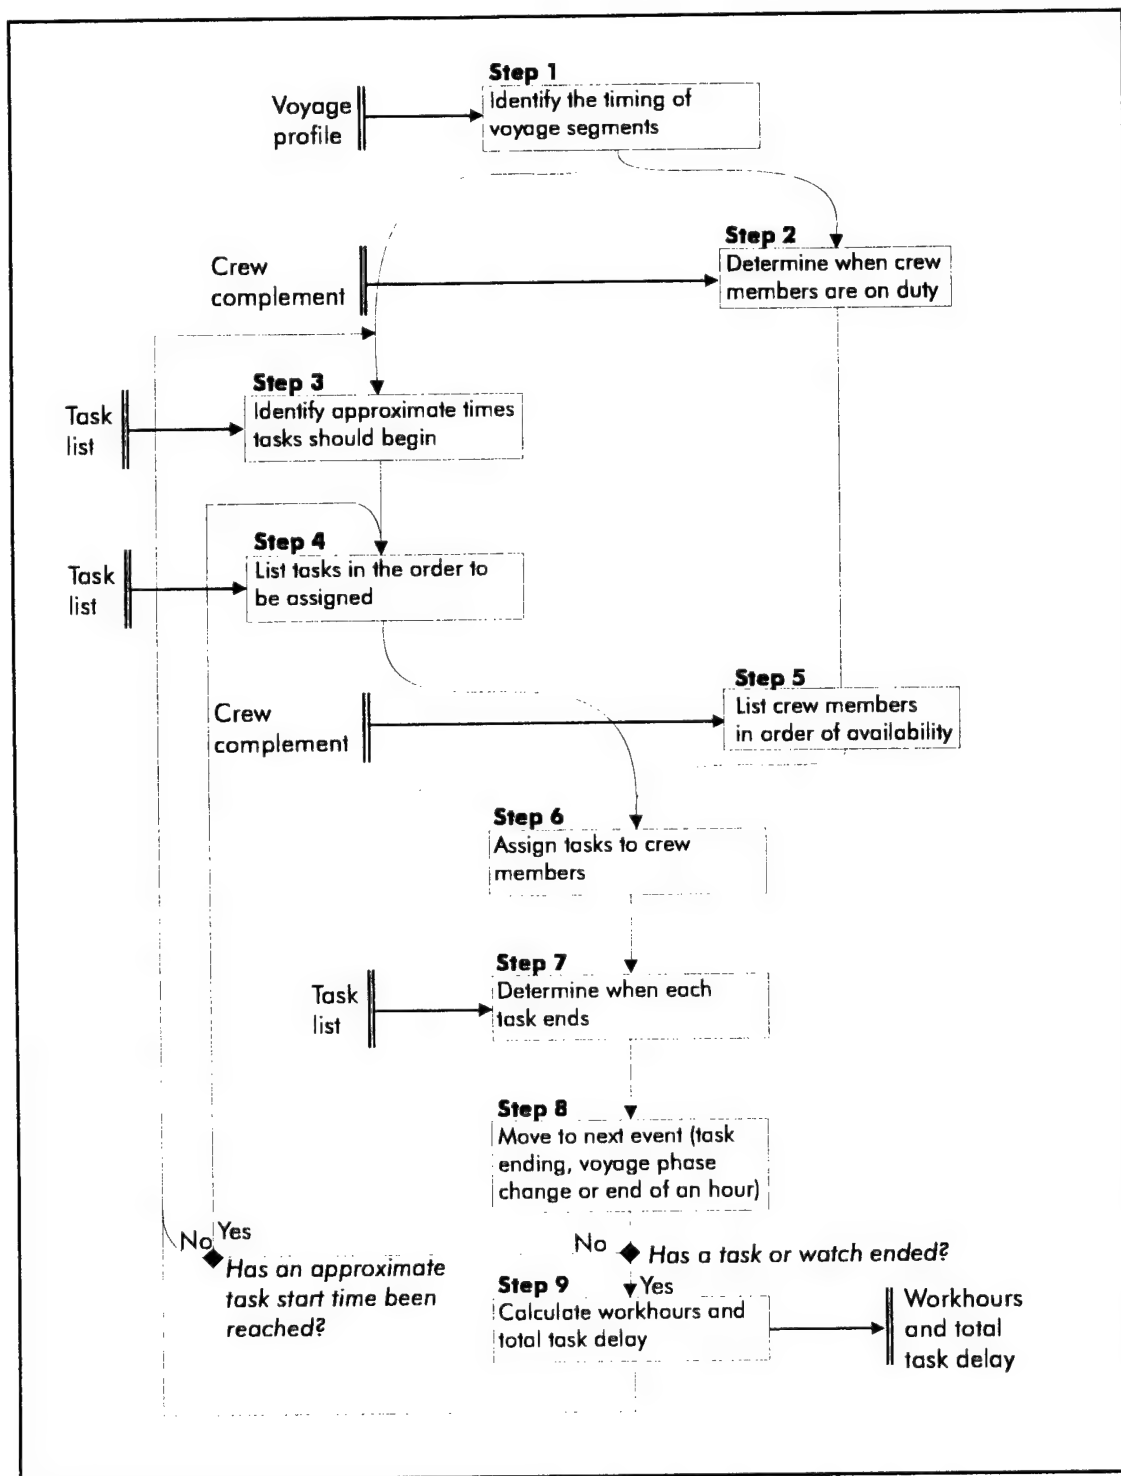 Step 1
Voyage
profile
Identify the timing of
voyage segments
Step 2
Crew
complement
Determine when crew
members are on duty
Step 3
Task
list
Identify approximate times
tasks should begin
Step 4
Task
list
List tasks in the order to
be assigned
Step 5
Crew
complement
List crew members
in order of availability
Step 6
Assign tasks to crew
members
Step 7
Task
list
Determine when each
task ends
Step 8
Move to next event (task
ending, voyage phase
change or end of an hour)
No Yes
Has an approximate
task start time been
reached?
No
Has a task or watch ended?
Yes
Step 9
Calculate workhours and
total task delay
Workhours
and total
task delay